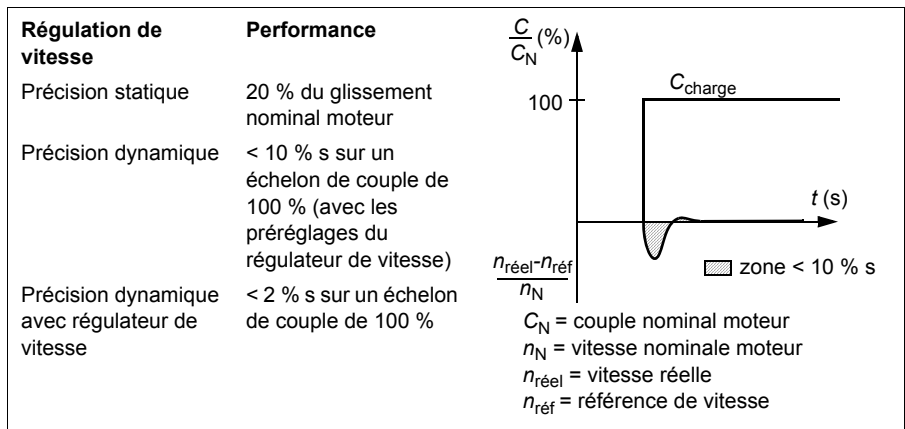 Régulation de
vitesse
Performance
Précision statique
20 % du glissement
nominal moteur
Précision dynamique
< 10 % s sur un
échelon de couple de
100 % (avec les
préréglages du
régulateur de vitesse)
Précision dynamique
avec régulateur de
vitesse
< 2 % s sur un échelon
de couple de 100 %
C
CN
(%)
100
Ccharge
t (s)
nréel-nréf
nN
zone < 10 % s
CN = couple nominal moteur
nN = vitesse nominale moteur
nréel = vitesse réelle
nréf = référence de vitesse